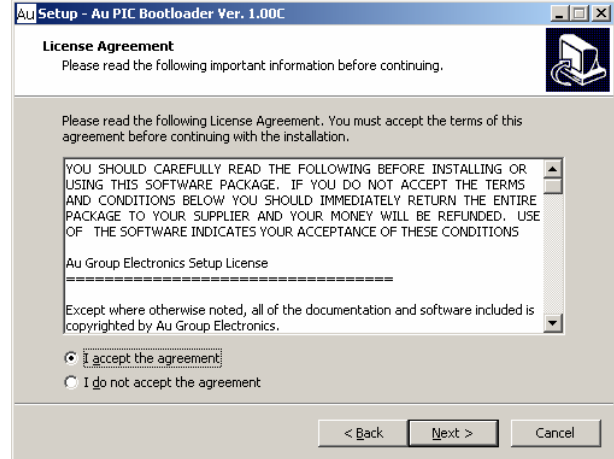 Au Setup - Au PIC Bootloader Ver. 1.00C
License Agreement
Please read the following important information before continuing.
Please read the following License Agreement. You must accept the terms of this
agreement before continuing with the installation.
YOU SHOULD CAREFULLY READ THE FOLLOWING BEFORE INSTALLING OR
USING THIS SOFTWARE PACKAGE. IF YOU DO NOT ACCEPT THE TERMS
AND CONDITIONS BELOW YOU SHOULD IMMEDIATELY RETURN THE ENTIRE
PACKAGE TO YOUR SUPPLIER AND YOUR MONEY WILL BE REFUNDED. USE
OF THE SOFTWARE INDICATES YOUR ACCEPTANCE OF THESE CONDITIONS
Au Group Electronics Setup License
==================================
Except where otherwise noted, all of the documentation and software included is
copyrighted by Au Group Electronics.
I accept the agreement
I do not accept the agreement
< Back Next > Cancel